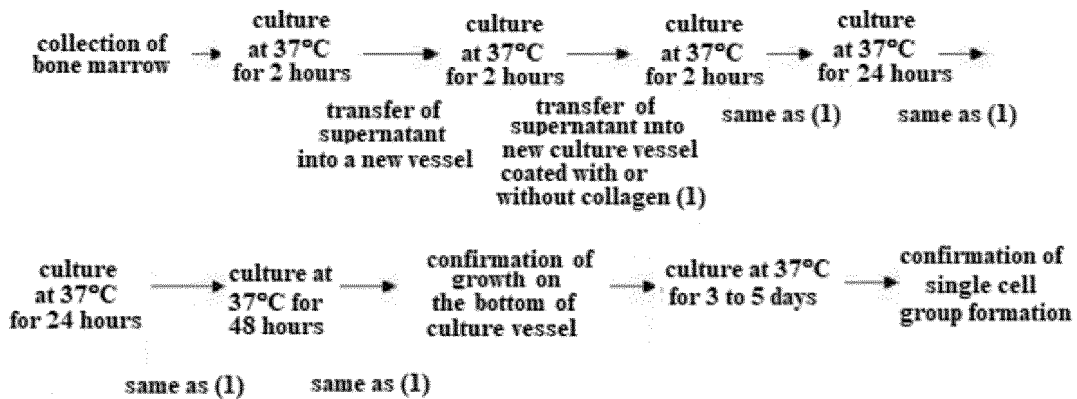 collection of
bone marrow
culture
at 37°C
for 2 hours
culture
at 37°C
for 2 hours
culture
at 37°C
for 2 hours
culture
at 37°C
for 24 hours
transfer of
supernatant
into a new vessel
transfer of
supernatant into
new culture vessel
coated with or
without collagen (1)
same as (1)
same as (1)
culture
at 37°C
for 24 hours
culture at
37°C for
48 hours
confirmation of
growth on
the bottom of
culture vessel
culture at 37°C
for 3 to 5 days
confirmation of
single cell
group formation
same as (1)
same as (1)